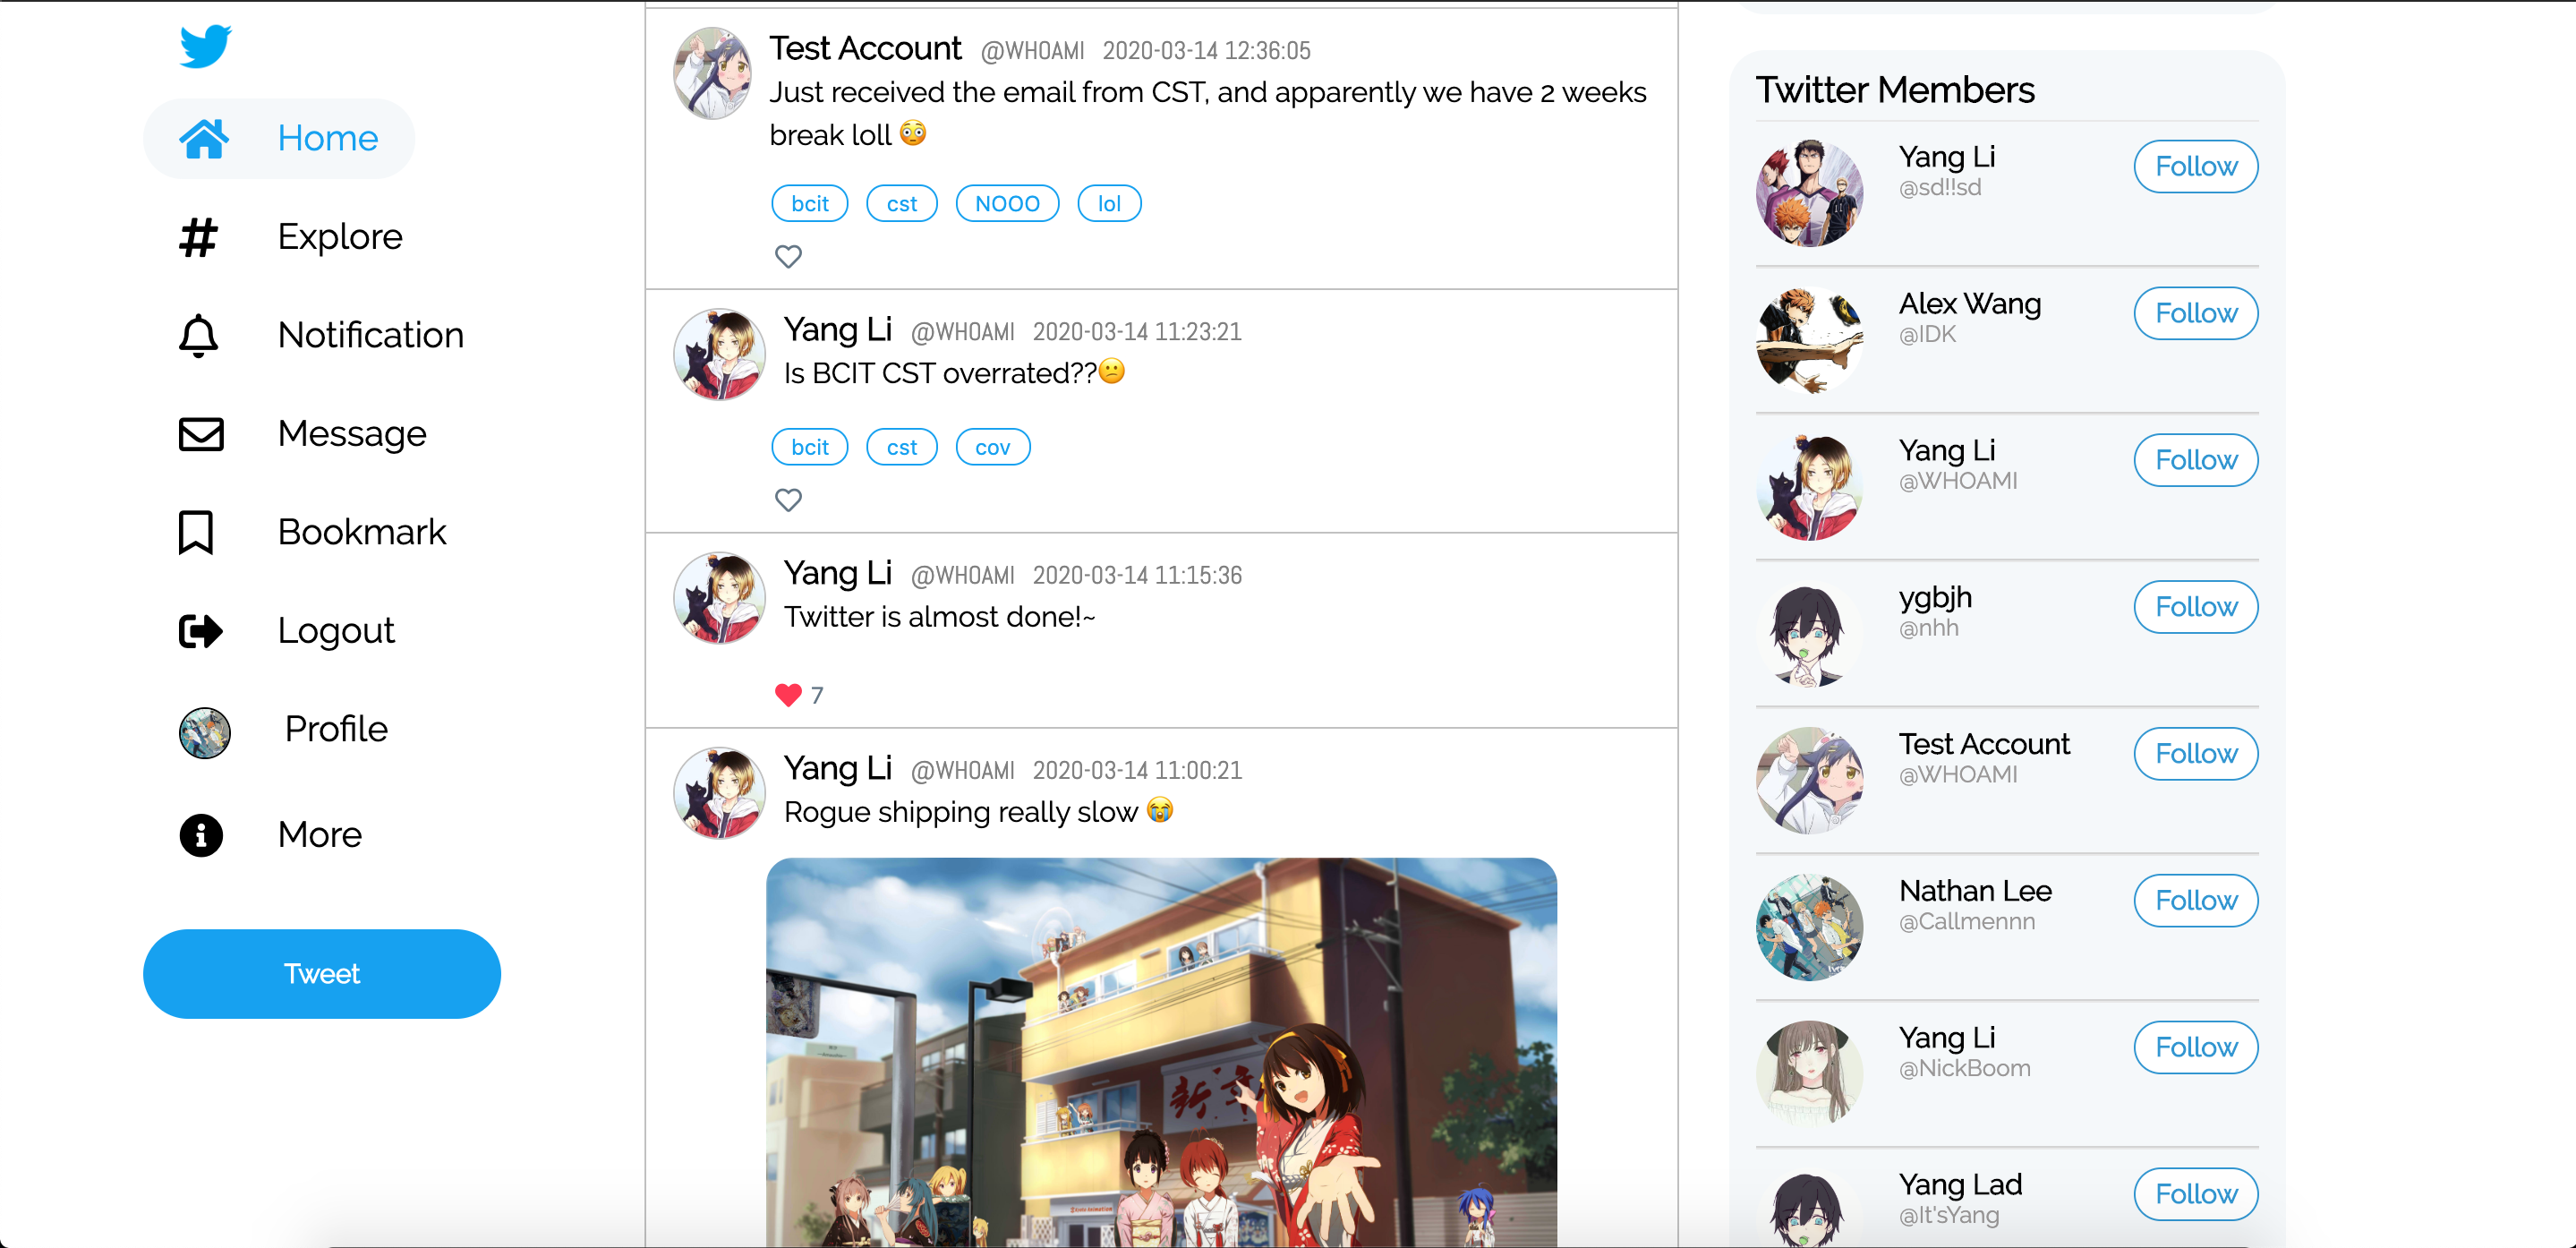 Home
Explore
Notification
Message
Bookmark
Logout
Profile
More
Tweet
Test Account @WHOAMI 2020-03-14 12:36:05
Just received the email from CST, and apparently we have 2 weeks
break loll 😳
bcit cst NOOO lol
Yang Li @WHOAMI 2020-03-14 11:23:21
Is BCIT CST overrated??😕
bcit cst cov
Yang Li @WHOAMI 2020-03-14 11:15:36
Twitter is almost done!~
7
Yang Li @WHOAMI 2020-03-14 11:00:21
Rogue shipping really slow 😭
Twitter Members
Yang Li Follow
@sd!!sd
Alex Wang Follow
@IDK
Yang Li Follow
@WHOAMI
ygbjh Follow
@nhh
Test Account Follow
@WHOAMI
Nathan Lee Follow
@Callmennn
Yang Li Follow
@NickBoom
Yang Lad Follow
@It'sYang